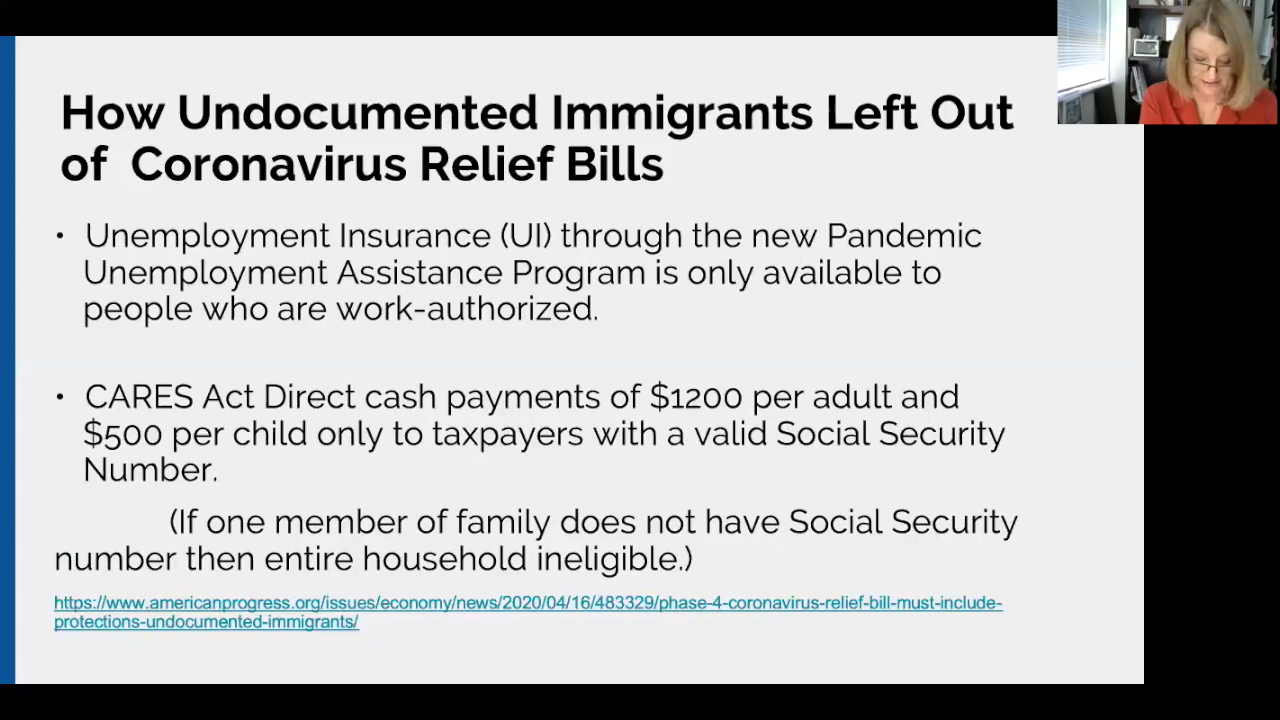 How Undocumented Immigrants Left Out
of  Coronavirus Relief Bills
• Unemployment Insurance (UI) through the new Pandemic
Unemployment Assistance Program is only available to
people who are work-authorized.
• CARES Act Direct cash payments of $1200 per adult and
$500 per child only to taxpayers with a valid Social Security
Number.
(If one member of family does not have Social Security
number then entire household ineligible.)
https://www.americanprogress.org/issues/economy/news/2020/04/16/483329/phase-4-coronavirus-relief-bill-must-include-
protections-undocumented-immigrants/